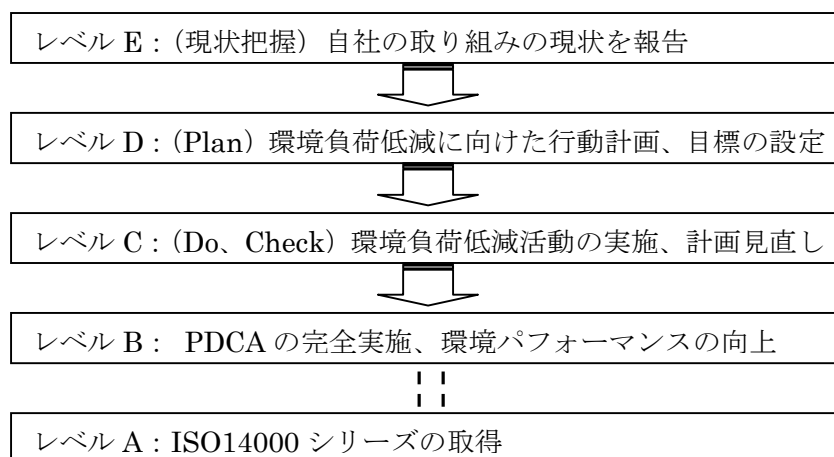 レベル E：(現状把握）自社の取り組みの現状を報告
レベル D：(Plan）環境負荷低減に向けた行動計画、目標の設定
レベル C：(Do、Check）環境負荷低減活動の実施、計画見直し
レベル B： PDCA の完全実施、環境パフォーマンスの向上
レベル A：ISO14000 シリーズの取得